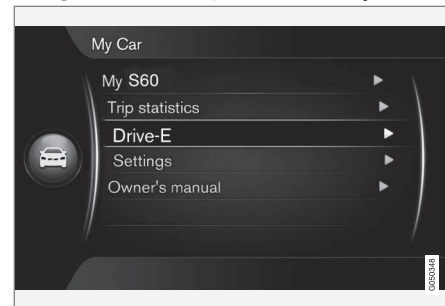 My Car
My S60
Trip statistics
Drive-E
Settings
Owner's manual
G050348